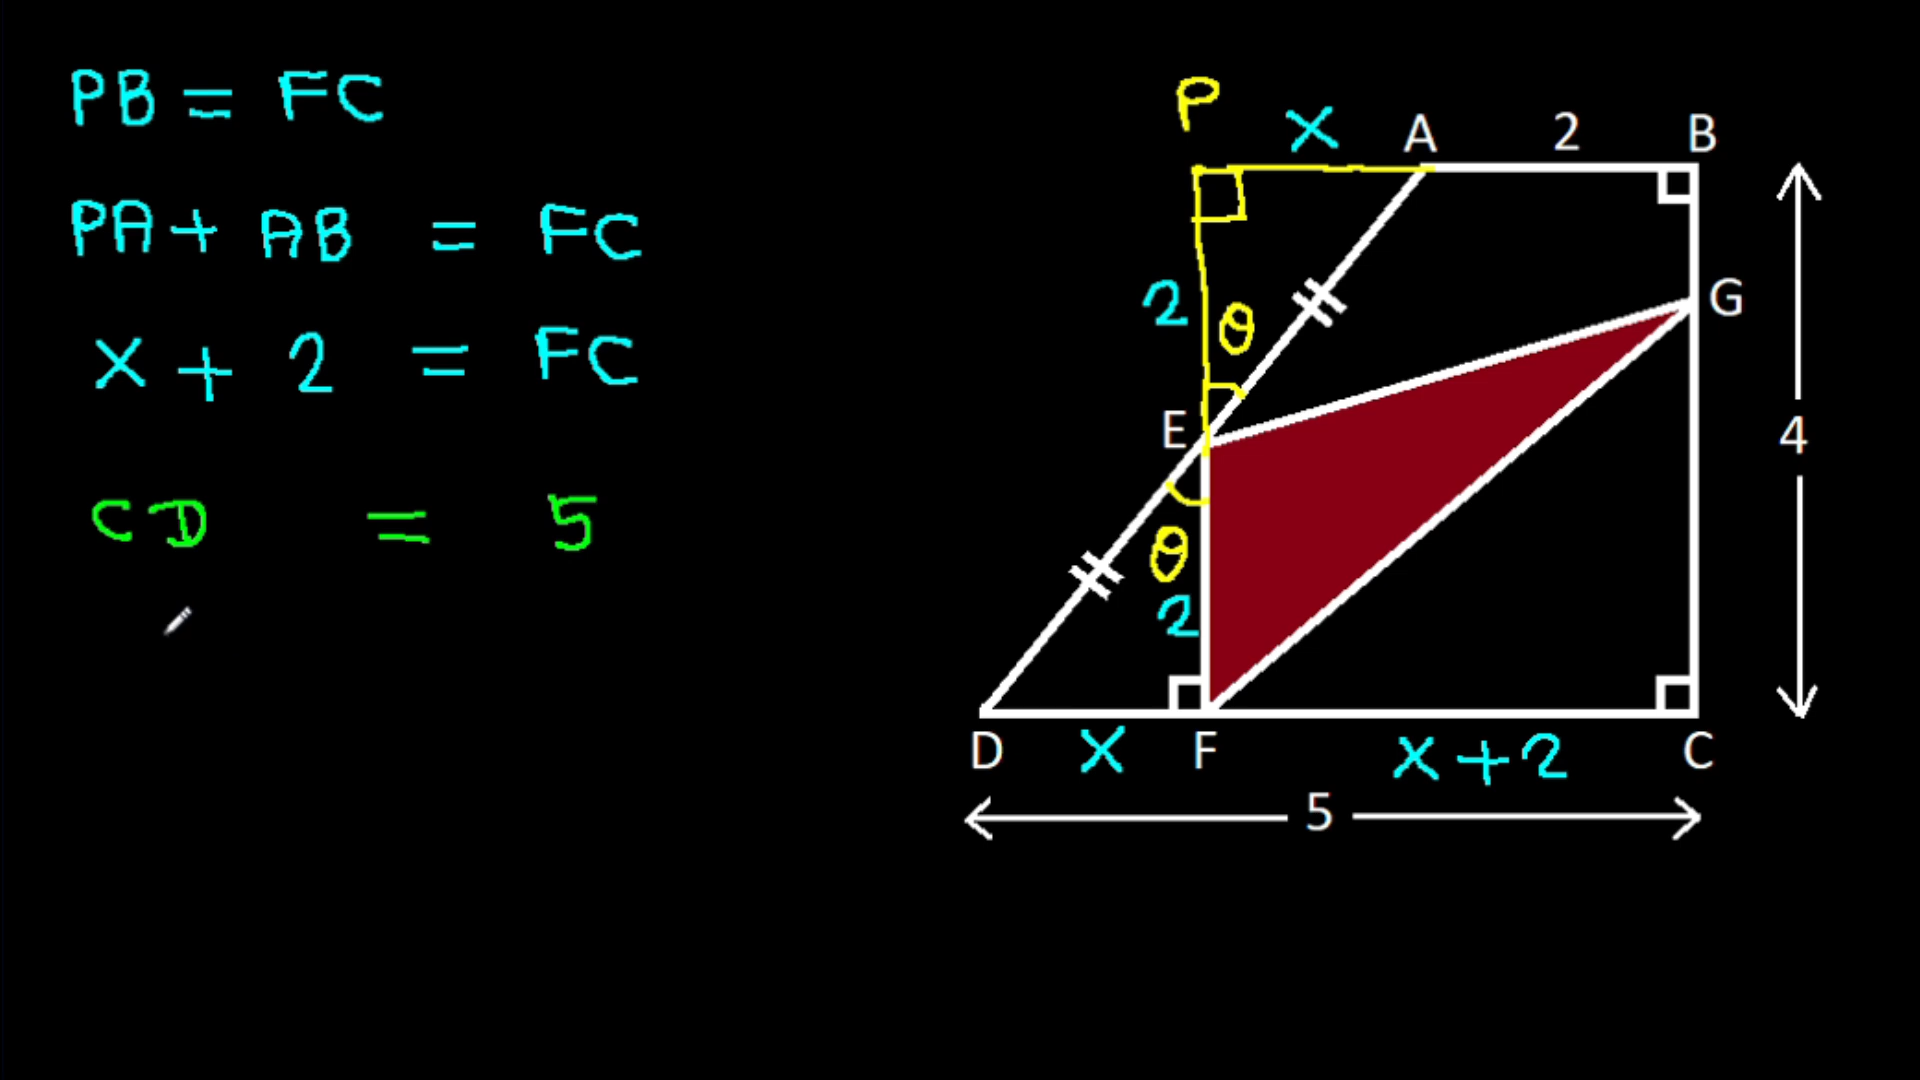 PB = FC
PA + AB = FC
x + 2 = FC
CD = 5
P
x
A
2
B
2
θ
G
E
4
θ
2
D
x
F
x + 2
C
5